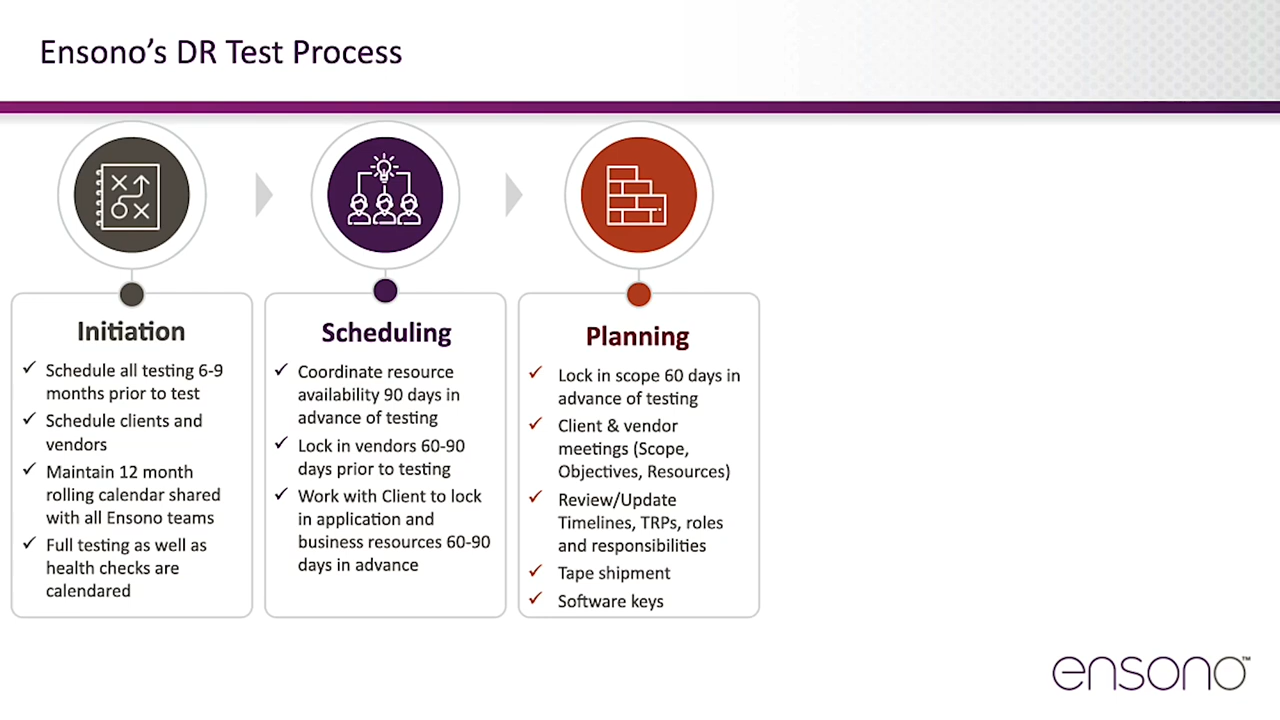 Ensono's DR Test Process
Initiation
Schedule all testing 6-9
months prior to test
Schedule clients and
vendors
Maintain 12 month
rolling calendar shared
with all Ensono teams
Full testing as well as
health checks are
calendared
Scheduling
Coordinate resource
availability 90 days in
advance of testing
Lock in vendors 60-90
days prior to testing
Work with Client to lock
in application and
business resources 60-90
days in advance
Planning
Lock in scope 60 days in
advance of testing
Client & vendor
meetings (Scope,
Objectives, Resources)
Review/Update
Timelines, TRPs, roles
and responsibilities
Tape shipment
Software keys
ensono™